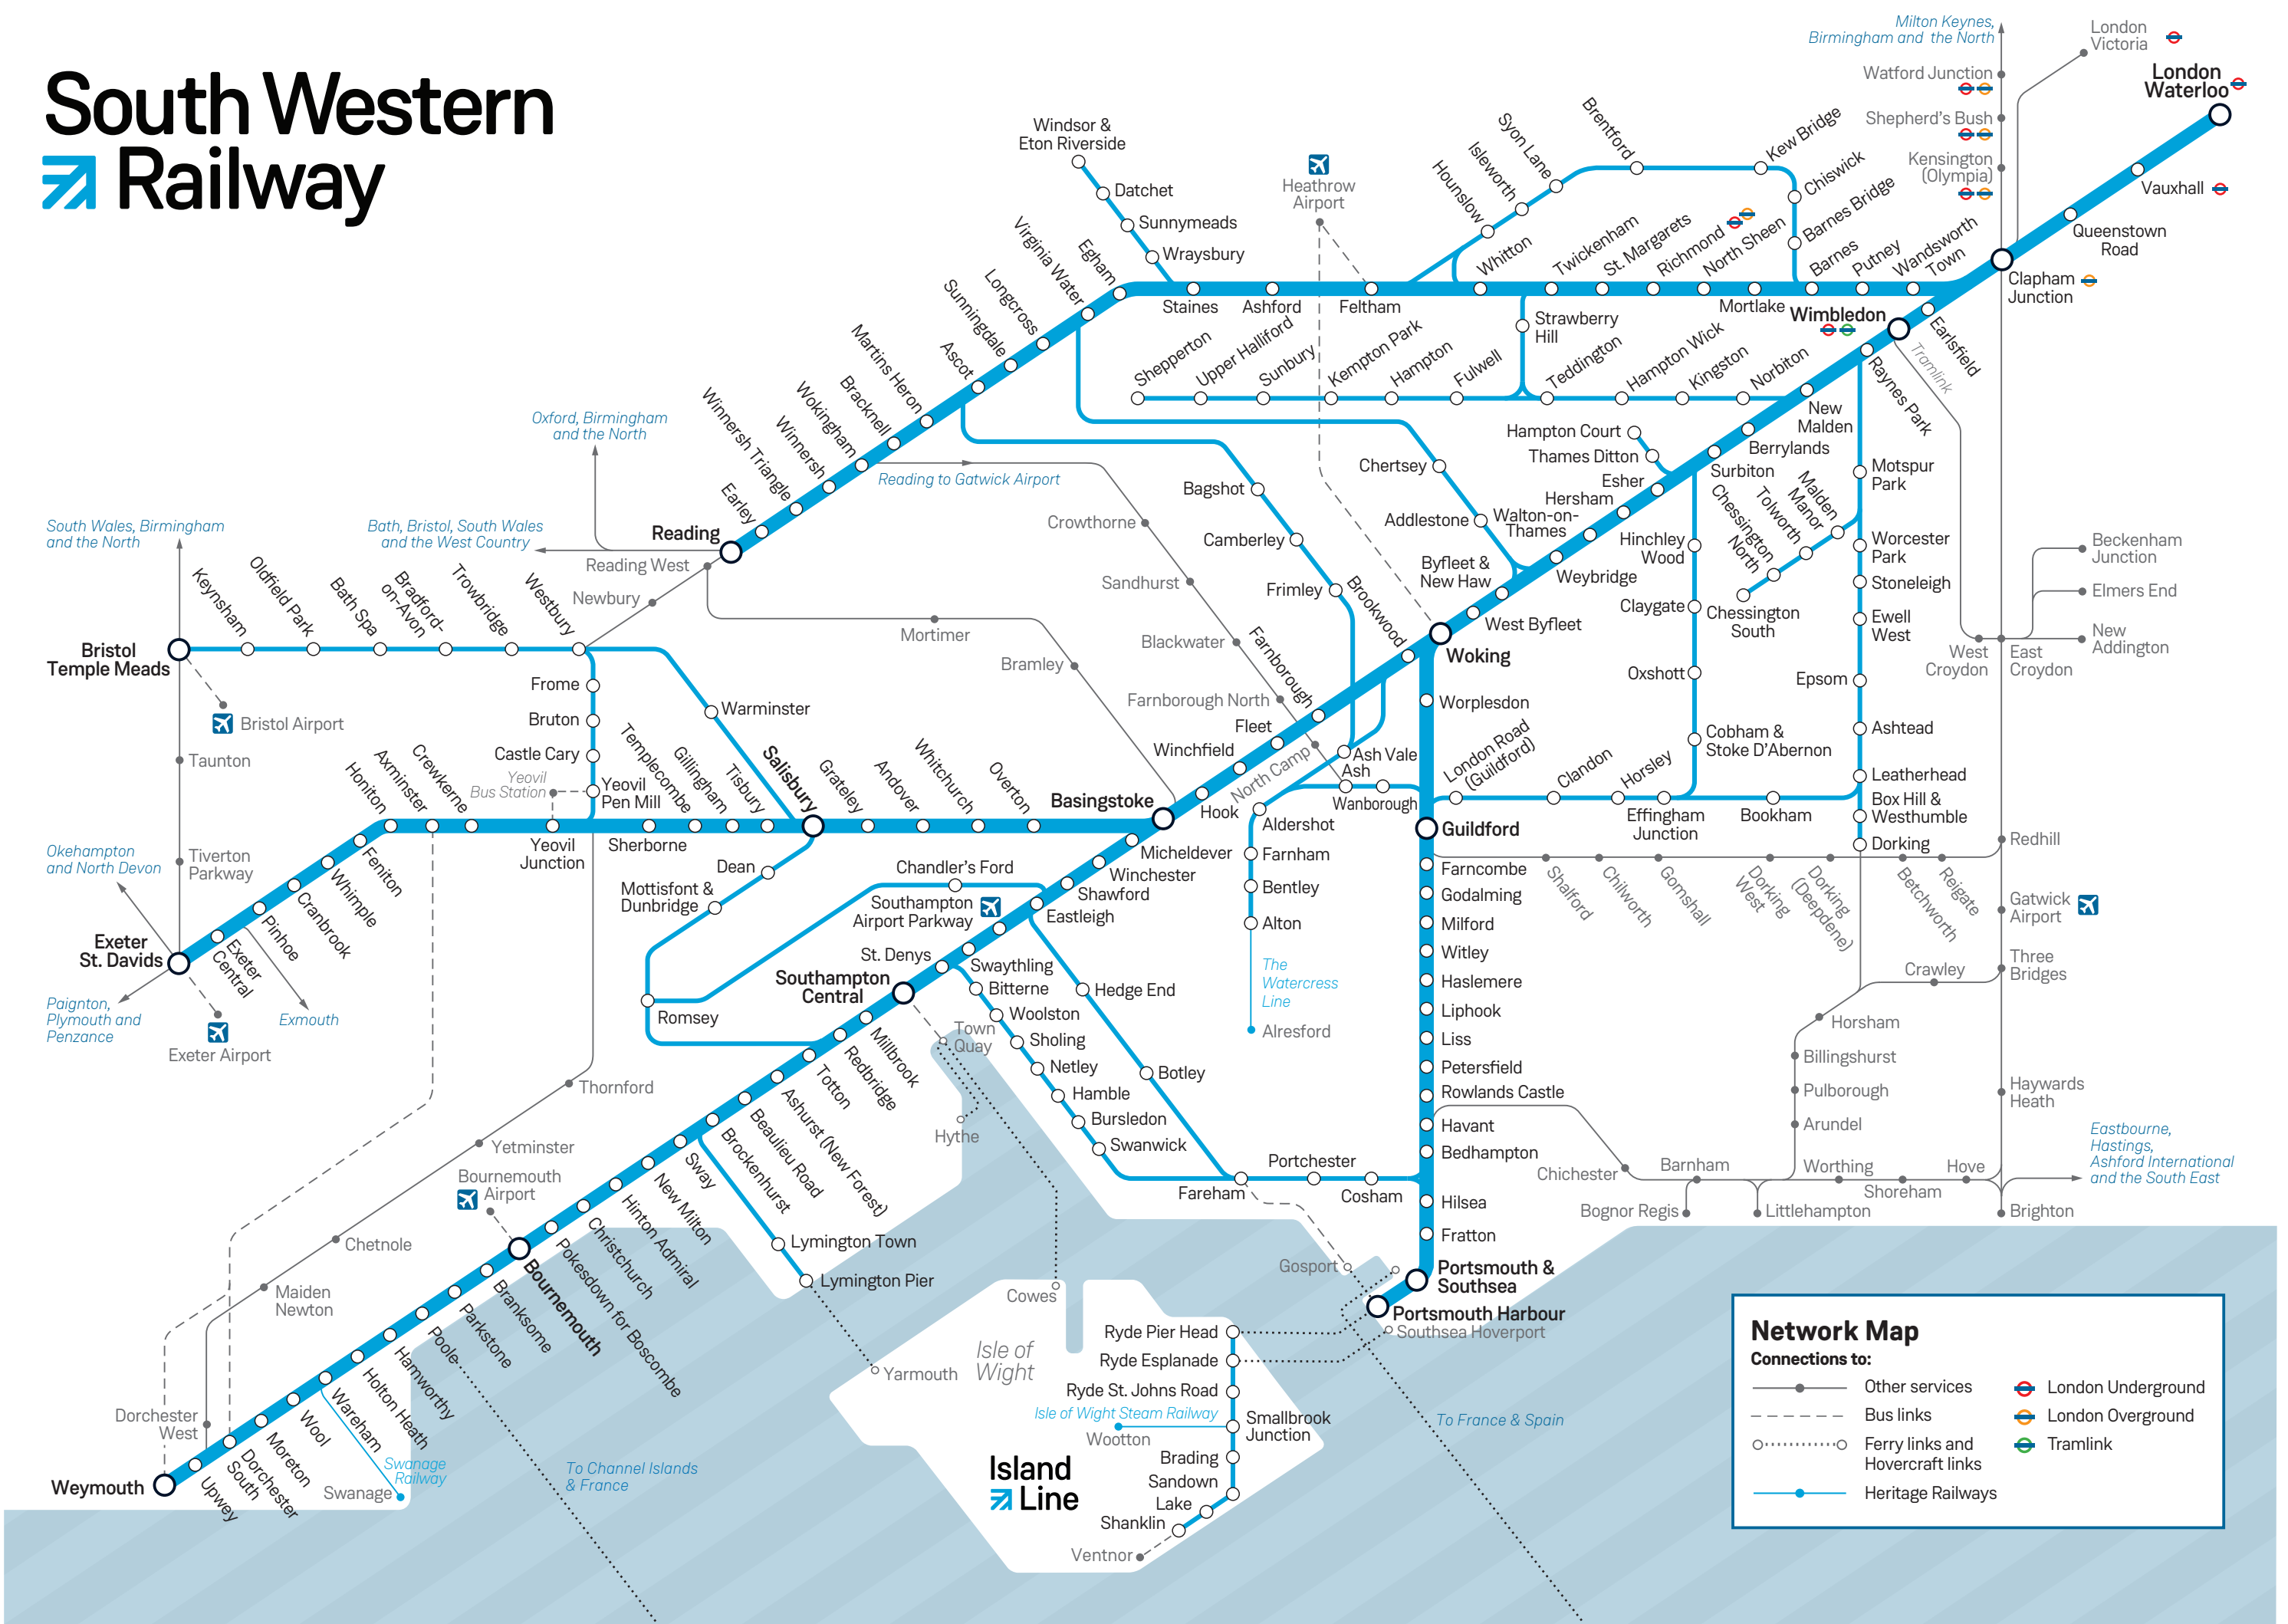 South Western
Railway
Milton Keynes,
Birmingham and the North
London
Victoria
Watford Junction
London
Waterloo
Shepherd's Bush
Kensington
(Olympia)
Vauxhall
Queenstown
Road
Clapham
Junction
Windsor &
Eton Riverside
Datchet
Sunnymeads
Wraysbury
Heathrow
Airport
Hounslow
Isleworth
Syon Lane
Brentford
Kew Bridge
Chiswick
Barnes Bridge
Virginia Water
Egham
Staines
Ashford
Feltham
Whitton
Twickenham
St. Margarets
Richmond
North Sheen
Mortlake
Barnes
Putney
Wandsworth
Town
Wimbledon
Earlsfield
Tramlink
Raynes Park
Strawberry
Hill
Shepperton
Upper Halliford
Sunbury
Kempton Park
Hampton
Fulwell
Teddington
Hampton Wick
Kingston
Norbiton
New
Malden
Berrylands
Surbiton
Hampton Court
Thames Ditton
Esher
Hersham
Walton-on-
Thames
Weybridge
Byfleet &
New Haw
West Byfleet
Woking
Chertsey
Addlestone
Longcross
Sunningdale
Ascot
Martins Heron
Bracknell
Wokingham
Winnersh
Winnersh Triangle
Earley
Reading
Reading West
Newbury
Mortimer
Bramley
Oxford, Birmingham
and the North
Bath, Bristol, South Wales
and the West Country
South Wales, Birmingham
and the North
Reading to Gatwick Airport
Crowthorne
Sandhurst
Blackwater
Farnborough North
North Camp
Bagshot
Camberley
Frimley
Brookwood
Farnborough
Fleet
Winchfield
Hook
Basingstoke
Ash Vale
Ash
Wanborough
Aldershot
Farnham
Bentley
Alton
The
Watercress
Line
Alresford
Motspur
Park
Malden
Manor
Tolworth
Chessington
North
Chessington
South
Worcester
Park
Stoneleigh
Ewell
West
Epsom
Ashtead
Leatherhead
Box Hill &
Westhumble
Dorking
Hinchley
Wood
Claygate
Oxshott
Cobham &
Stoke D'Abernon
London Road
(Guildford)
Clandon
Horsley
Effingham
Junction
Bookham
Beckenham
Junction
Elmers End
New
Addington
West
Croydon
East
Croydon
Redhill
Gatwick
Airport
Three
Bridges
Crawley
Haywards
Heath
Shalford
Chilworth
Gomshall
Dorking
West
Dorking
(Deepdene)
Betchworth
Reigate
Horsham
Billingshurst
Pulborough
Arundel
Worplesdon
Guildford
Farncombe
Godalming
Milford
Witley
Haslemere
Liphook
Liss
Petersfield
Rowlands Castle
Havant
Bedhampton
Hilsea
Fratton
Portsmouth &
Southsea
Portsmouth Harbour
Southsea Hoverport
Gosport
Chichester
Barnham
Bognor Regis
Littlehampton
Worthing
Shoreham
Hove
Brighton
Eastbourne,
Hastings,
Ashford International
and the South East
Bristol
Temple Meads
Keynsham
Oldfield Park
Bath Spa
Bradford-
on-Avon
Trowbridge
Westbury
Bristol Airport
Taunton
Tiverton
Parkway
Frome
Bruton
Castle Cary
Yeovil
Bus Station
Yeovil
Pen Mill
Warminster
Salisbury
Tisbury
Gillingham
Templecombe
Sherborne
Yeovil
Junction
Crewkerne
Axminster
Honiton
Feniton
Whimple
Cranbrook
Pinhoe
Exeter
Central
Exeter
St. Davids
Okehampton
and North Devon
Paignton,
Plymouth and
Penzance
Exmouth
Exeter Airport
Grateley
Andover
Whitchurch
Overton
Dean
Mottisfont &
Dunbridge
Romsey
Chandler's Ford
Micheldever
Winchester
Shawford
Eastleigh
Southampton
Airport Parkway
Swaythling
St. Denys
Southampton
Central
Bitterne
Woolston
Sholing
Netley
Hamble
Bursledon
Swanwick
Hedge End
Botley
Fareham
Portchester
Cosham
Town
Quay
Hythe
Millbrook
Redbridge
Totton
Ashurst (New Forest)
Beaulieu Road
Brockenhurst
Lymington Town
Lymington Pier
Sway
New Milton
Hinton Admiral
Christchurch
Pokesdown for Boscombe
Bournemouth
Bournemouth
Airport
Branksome
Parkstone
Poole
Hamworthy
Holton Heath
Wareham
Swanage
Railway
Swanage
Wool
Moreton
Dorchester
South
Upwey
Weymouth
Dorchester
West
Maiden
Newton
Chetnole
Yetminster
Thornford
To Channel Islands
& France
To France & Spain
Cowes
Yarmouth
Isle of
Wight
Ryde Pier Head
Ryde Esplanade
Ryde St. Johns Road
Isle of Wight Steam Railway
Wootton
Smallbrook
Junction
Brading
Sandown
Lake
Shanklin
Ventnor
Island
Line
Network Map
Connections to:
Other services
Bus links
Ferry links and
Hovercraft links
Heritage Railways
London Underground
London Overground
Tramlink